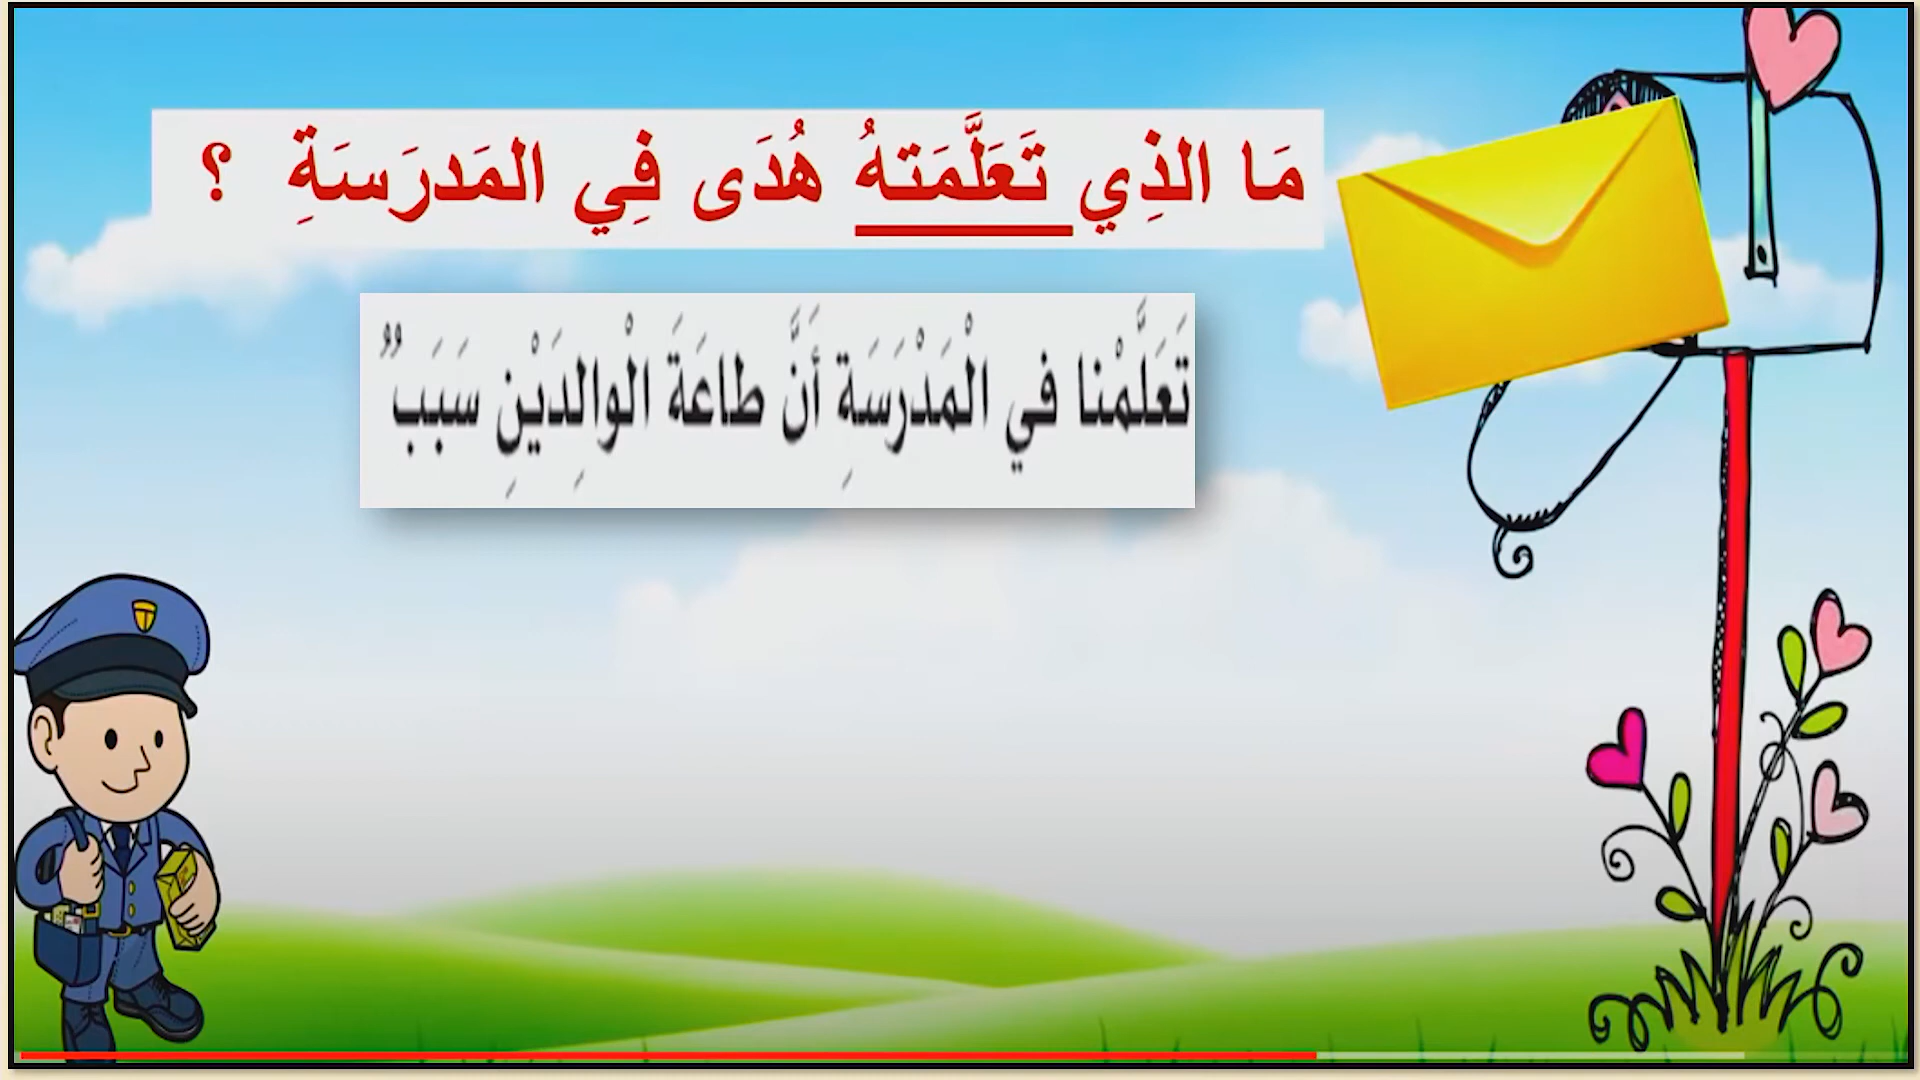 مَا الذِي تَعَلَّمَتهُ هُدَى فِي المَدرَسَةِ ؟
تَعَلَّمْنا في الْمَدْرَسَةِ أَنَّ طاعَةَ الْوالِدَيْنِ سَبَبٌ